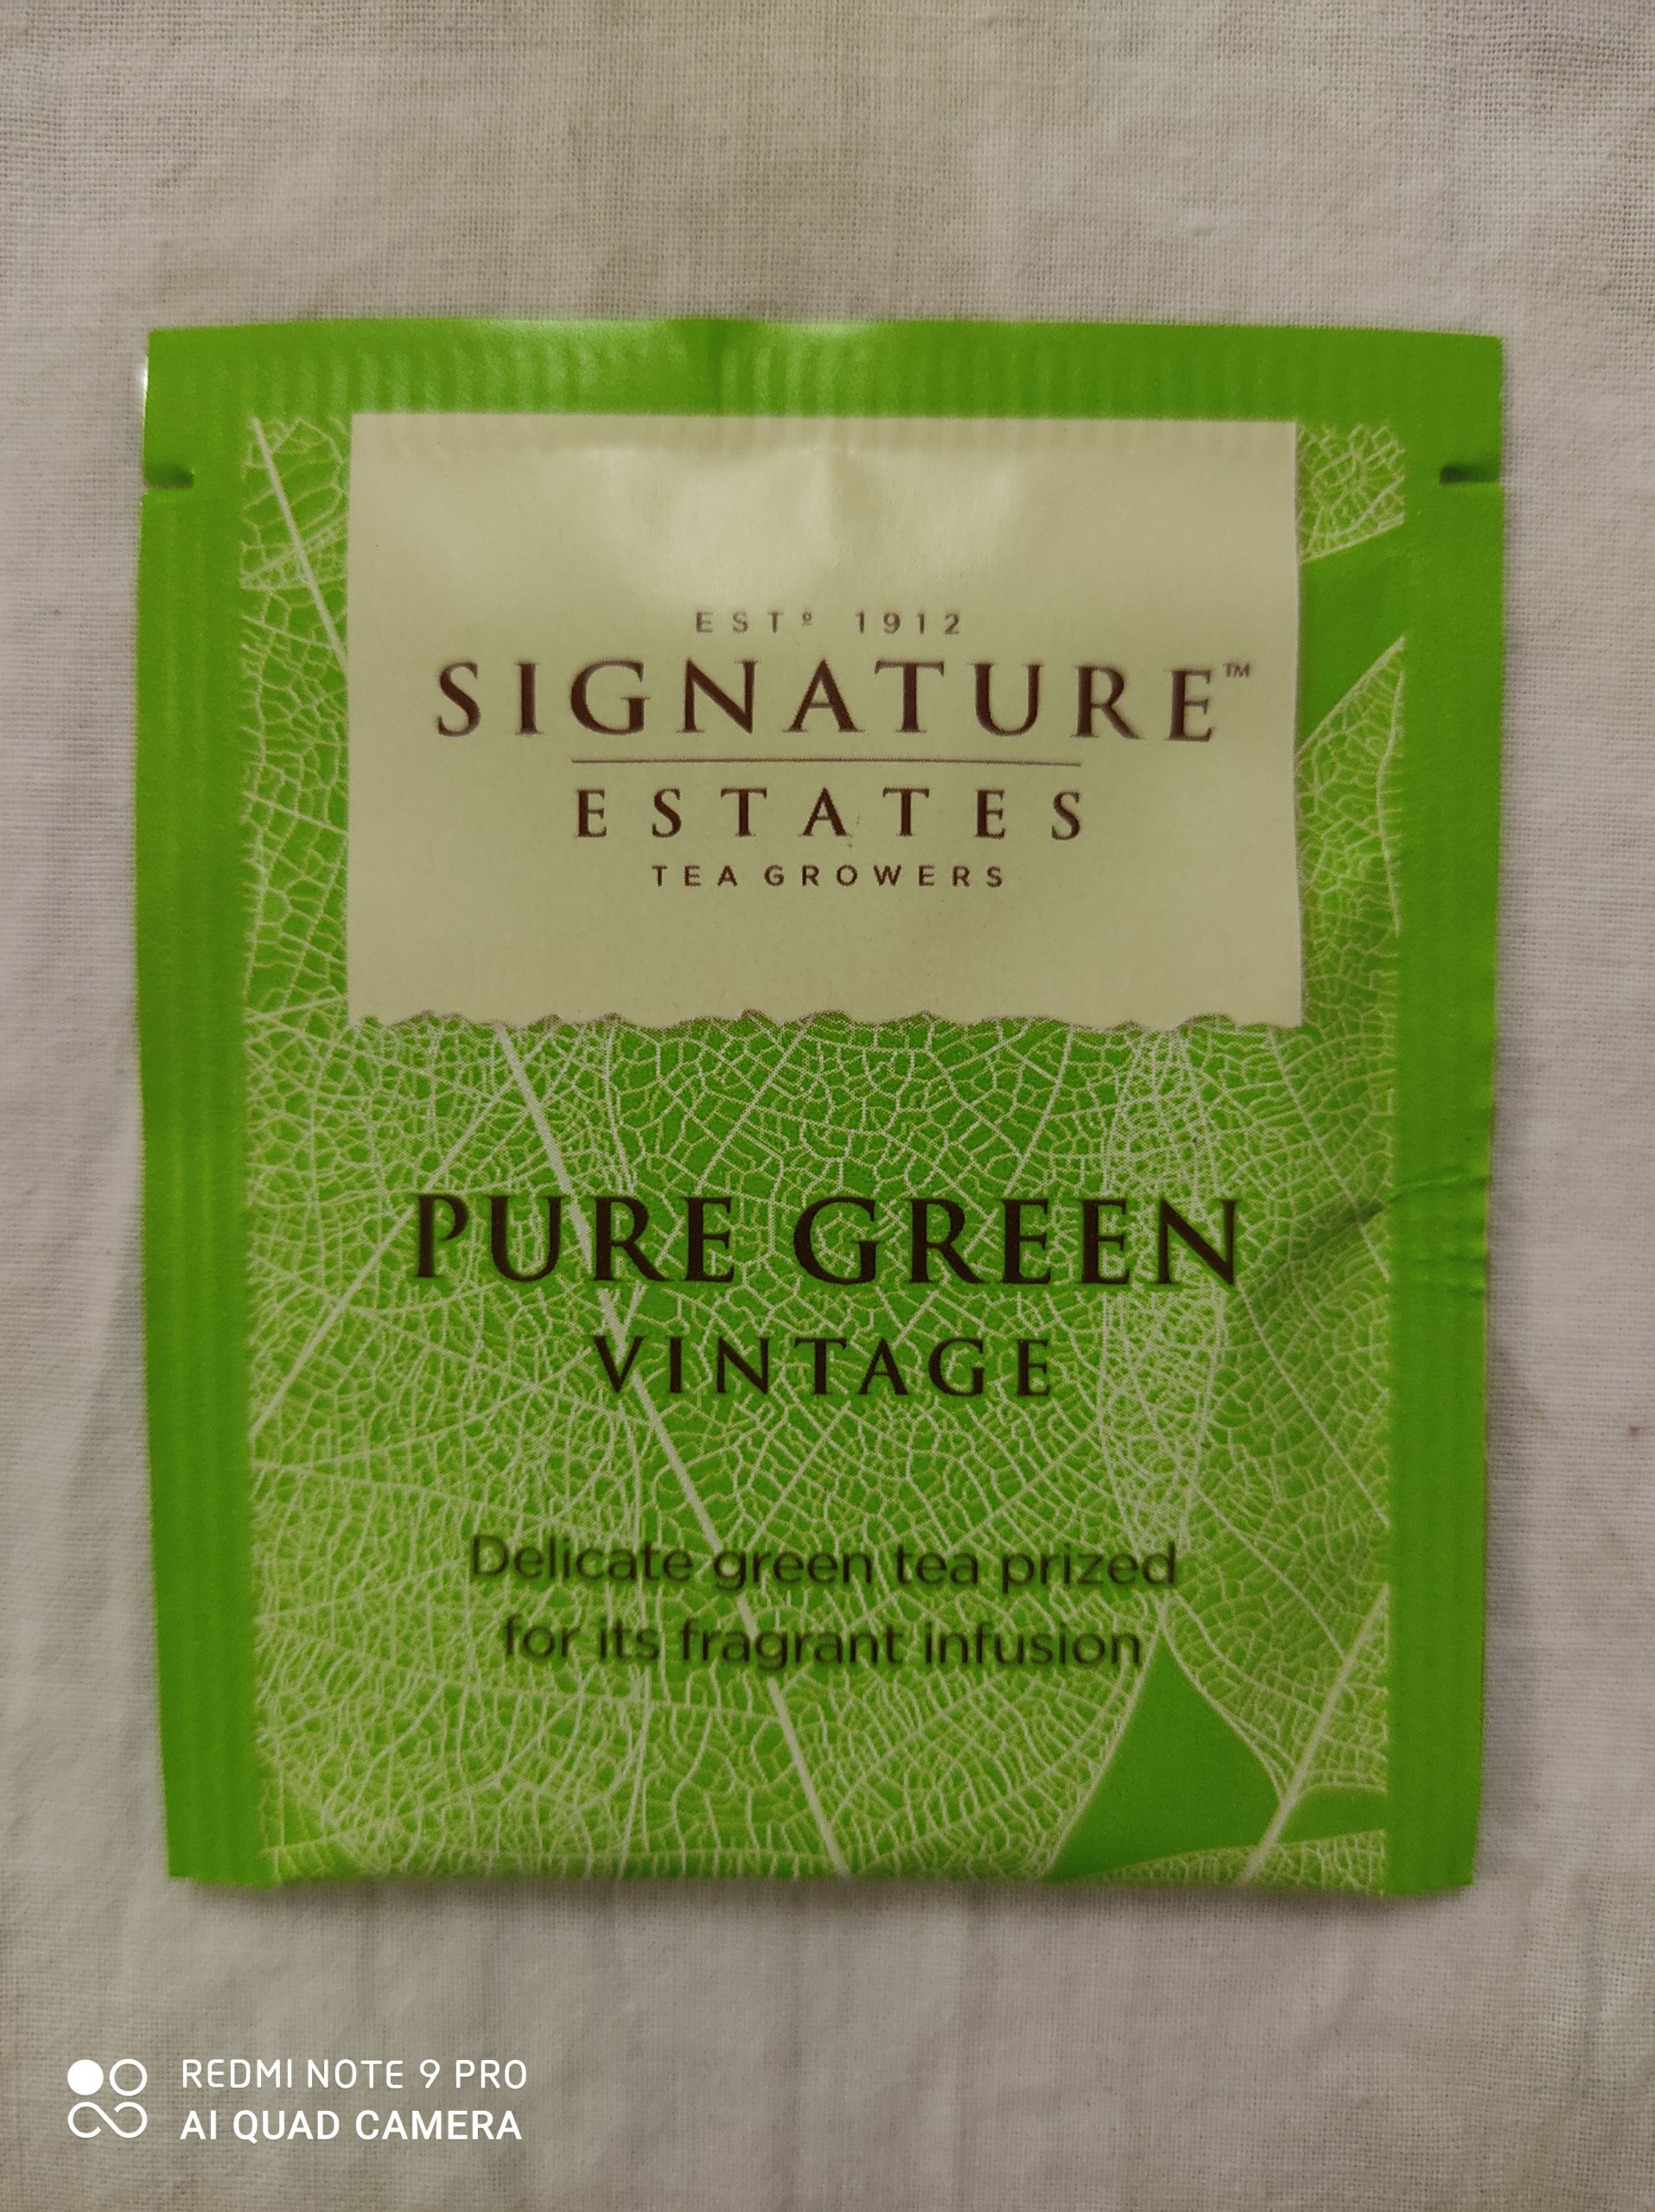 ESTº 1912
SIGNATURE™
ESTATES
TEA GROWERS
PURE GREEN
VINTAGE
Delicate green tea prized
for its fragrant infusion
REDMI NOTE 9 PRO
AI QUAD CAMERA